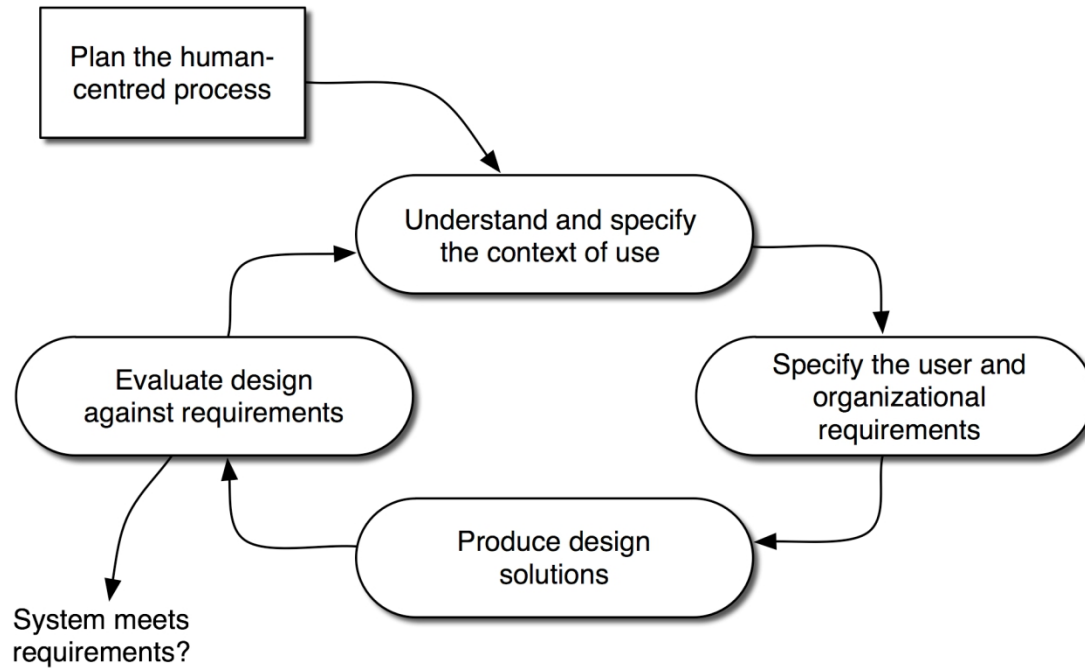 Plan the human-
centred process
Understand and specify
the context of use
Specify the user and
organizational
requirements
Produce design
solutions
Evaluate design
against requirements
System meets
requirements?